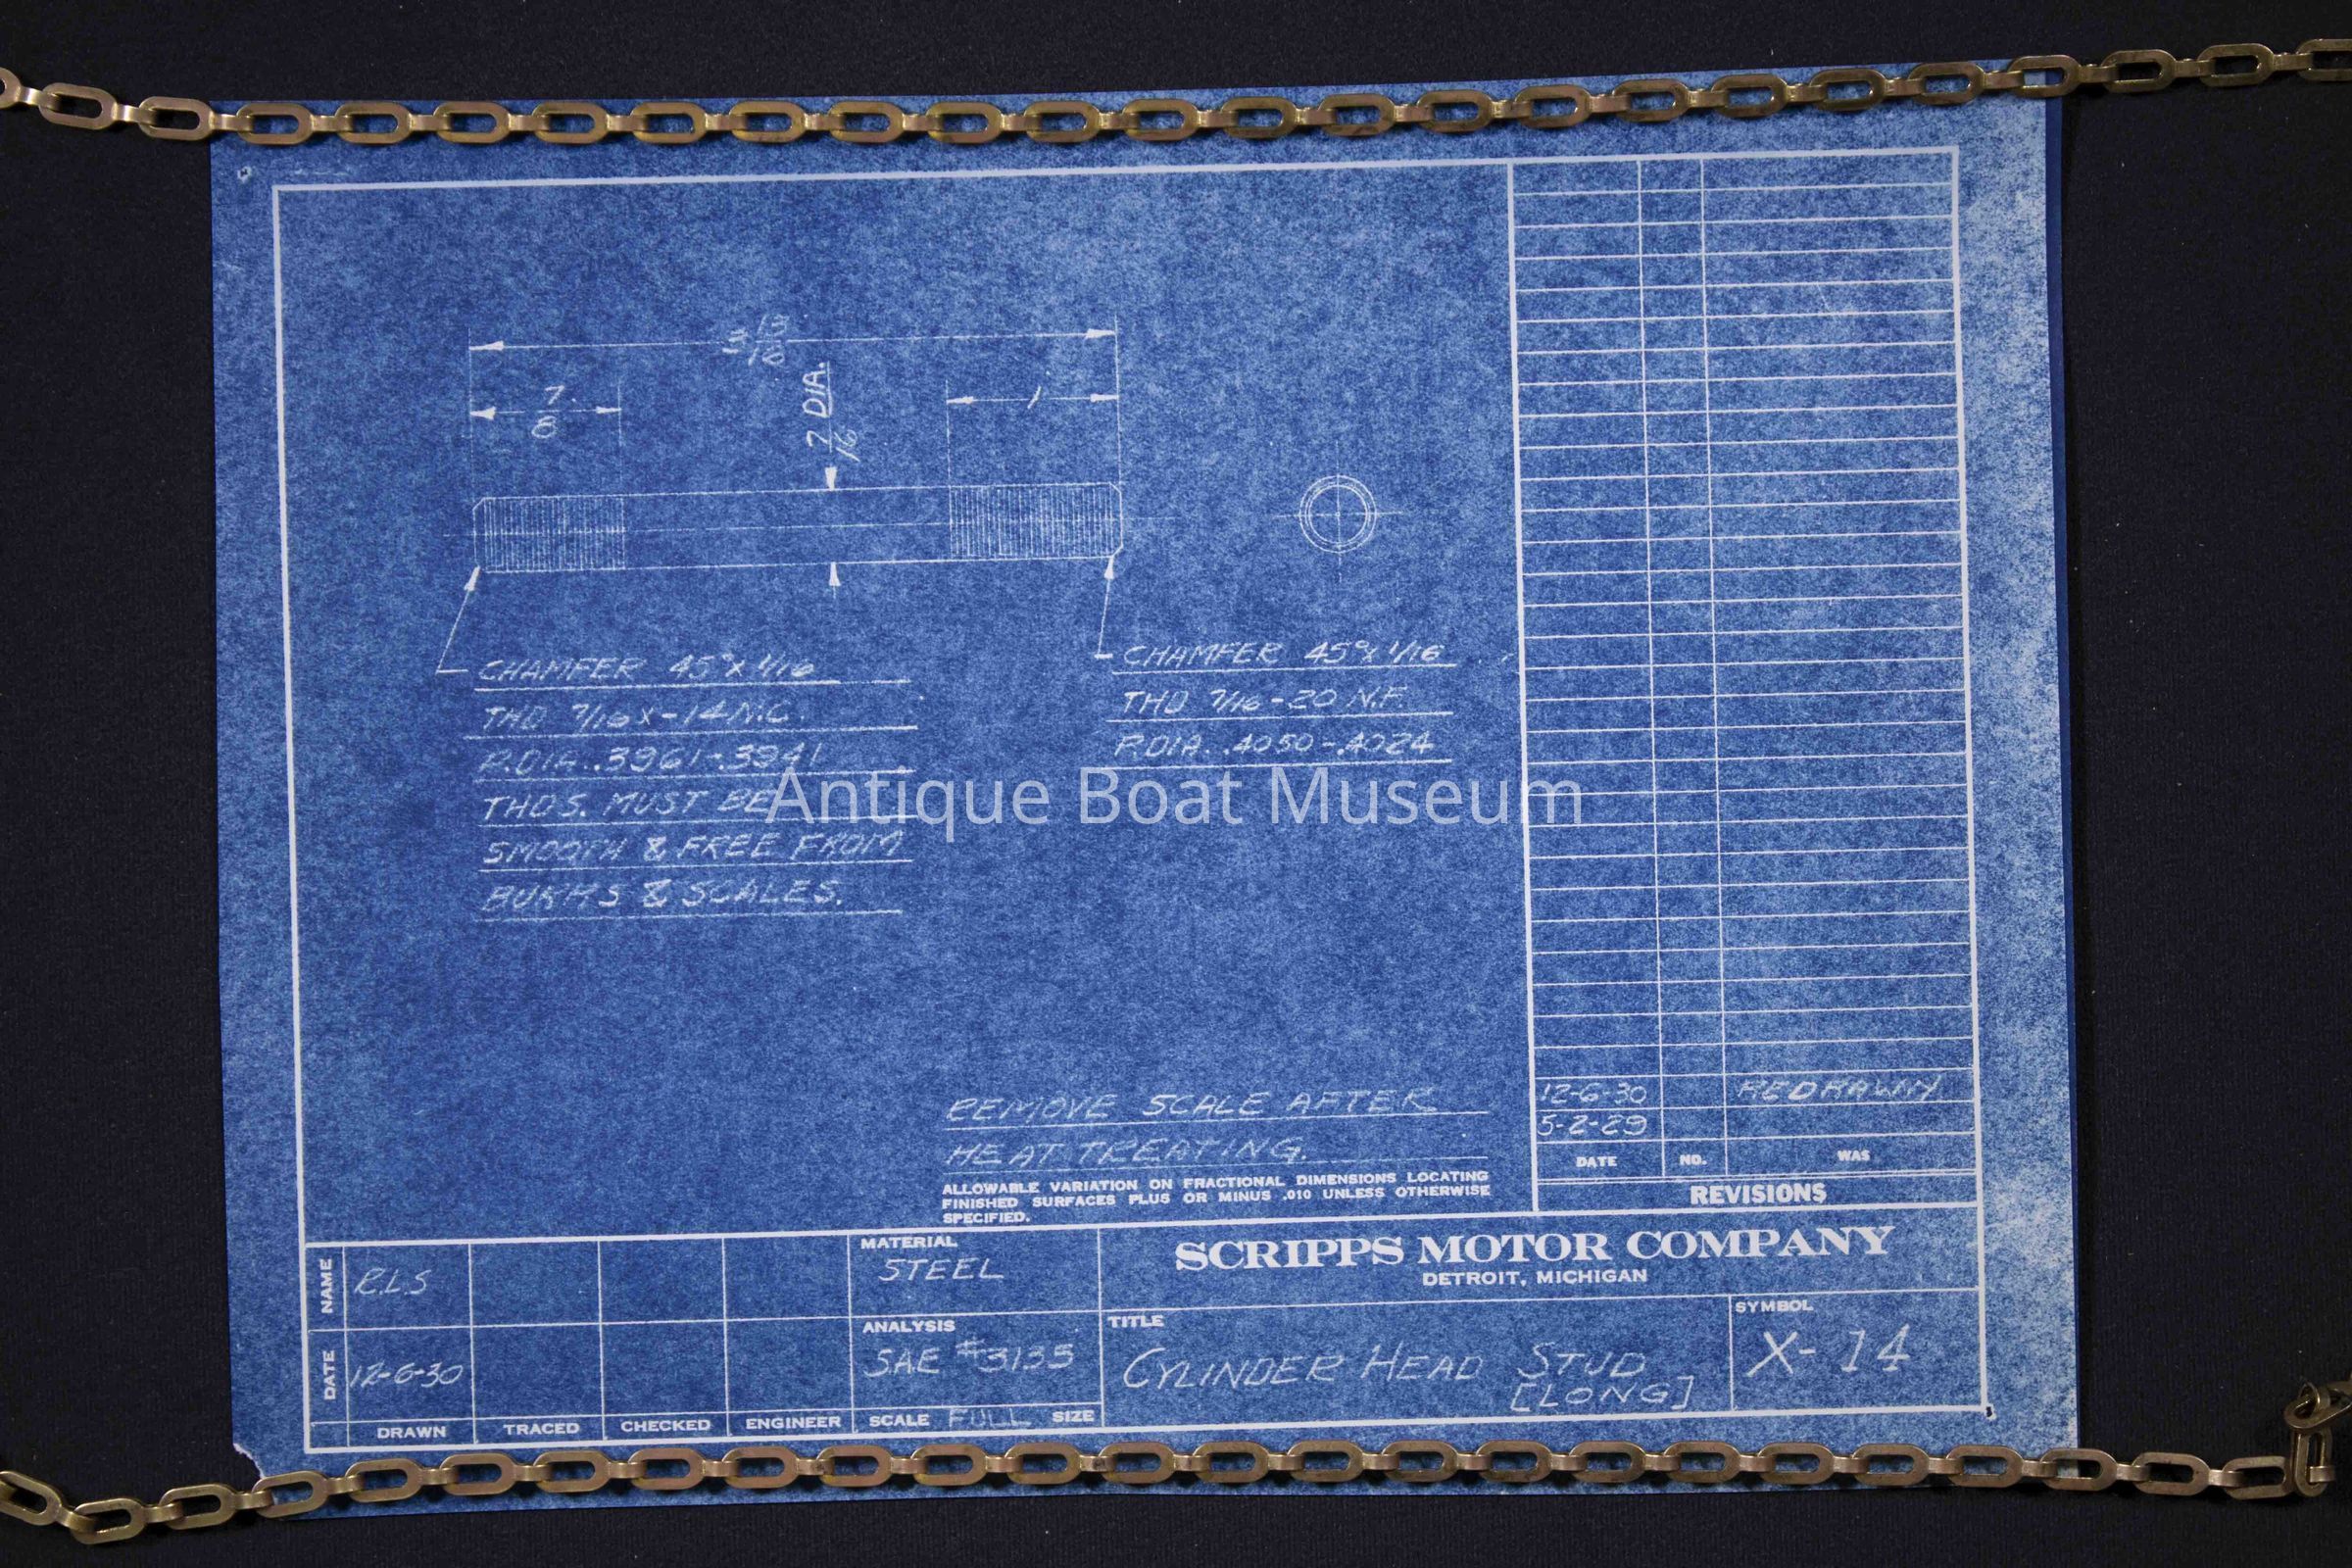 3 13/16
7/8
7/16 DIA.
1
CHAMFER 45° X 1/16
THD 7/16 X-14 N.C.
P.DIA. .3961-.3941
THDS. MUST BE
SMOOTH & FREE FROM
BURRS & SCALES.
CHAMFER 45° X 1/16
THD 7/16-20 N.F.
P.DIA. .4050-.4024
Antique Boat Museum
REMOVE SCALE AFTER
HEAT TREATING.
ALLOWABLE VARIATION ON FRACTIONAL DIMENSIONS LOCATING
FINISHED SURFACES PLUS OR MINUS .010 UNLESS OTHERWISE
SPECIFIED.
12-6-30 REDRAWN
5-2-29
DATE NO. WAS
REVISIONS
NAME R.L.S
DATE 12-6-30
DRAWN TRACED CHECKED ENGINEER
MATERIAL
STEEL
ANALYSIS
SAE #3135
SCALE FULL SIZE
SCRIPPS MOTOR COMPANY
DETROIT, MICHIGAN
TITLE
CYLINDER HEAD STUD
[LONG]
SYMBOL
X-14